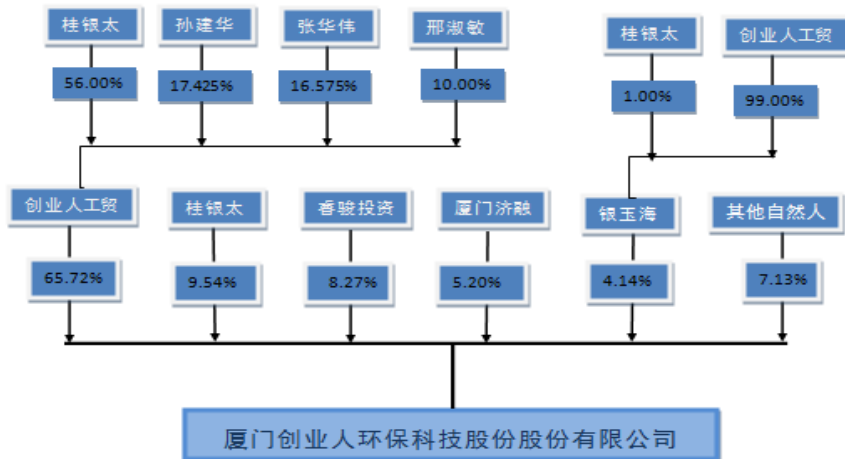 桂银太 孙建华 张华伟 邢淑敏 桂银太 创业人工贸
56.00% 17.425% 16.575% 10.00% 1.00% 99.00%
创业人工贸 桂银太 睿骏投资 厦门济融 银玉海 其他自然人
65.72% 9.54% 8.27% 5.20% 4.14% 7.13%
厦门创业人环保科技股份股份有限公司